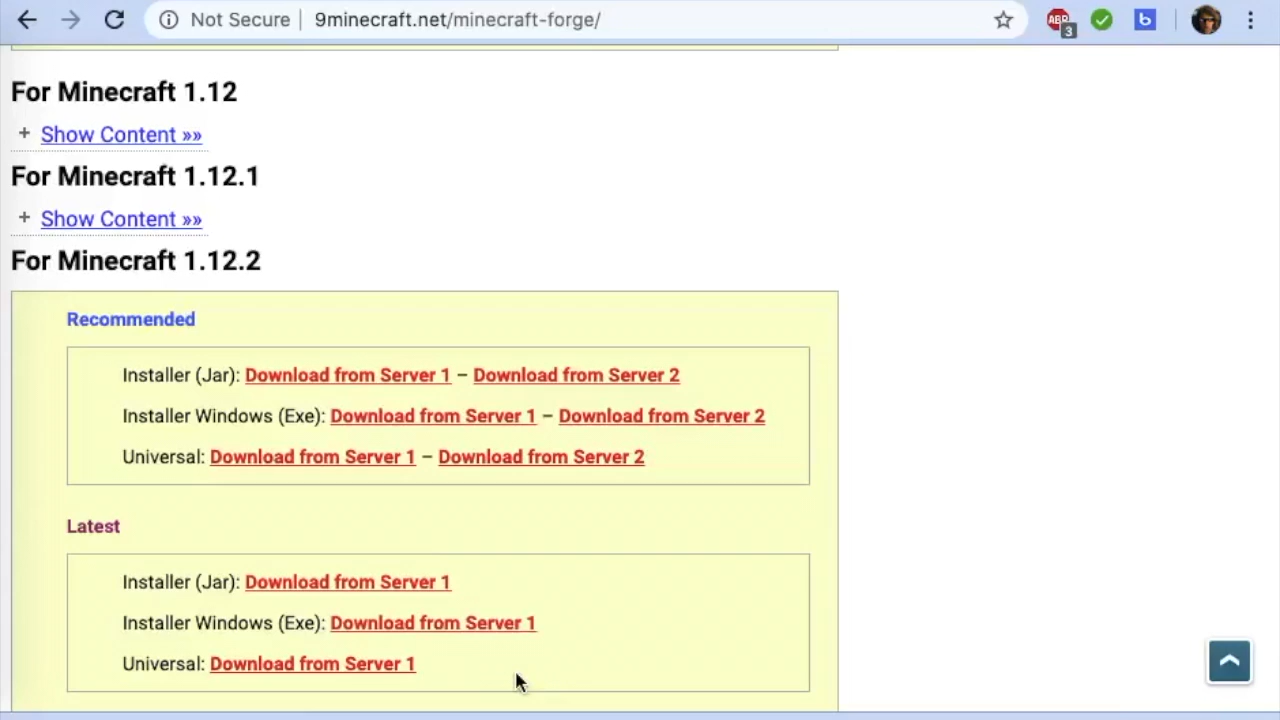 Not Secure | 9minecraft.net/minecraft-forge/
ABP
3
b
For Minecraft 1.12
+ Show Content »»
For Minecraft 1.12.1
+ Show Content »»
For Minecraft 1.12.2
Recommended
Installer (Jar): Download from Server 1 – Download from Server 2
Installer Windows (Exe): Download from Server 1 – Download from Server 2
Universal: Download from Server 1 – Download from Server 2
Latest
Installer (Jar): Download from Server 1
Installer Windows (Exe): Download from Server 1
Universal: Download from Server 1